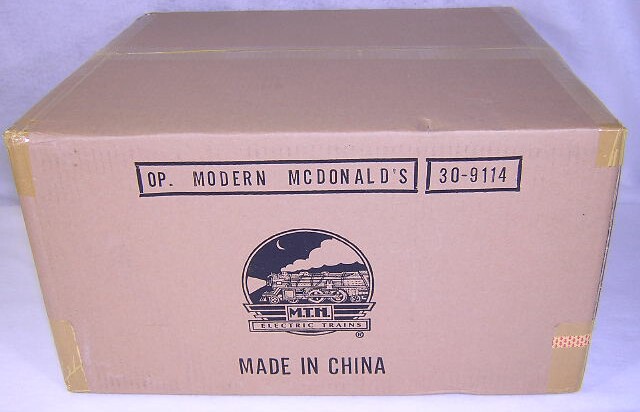 OP. MODERN MCDONALD'S 30-9114
M.T.H.
ELECTRIC TRAINS
®
MADE IN CHINA